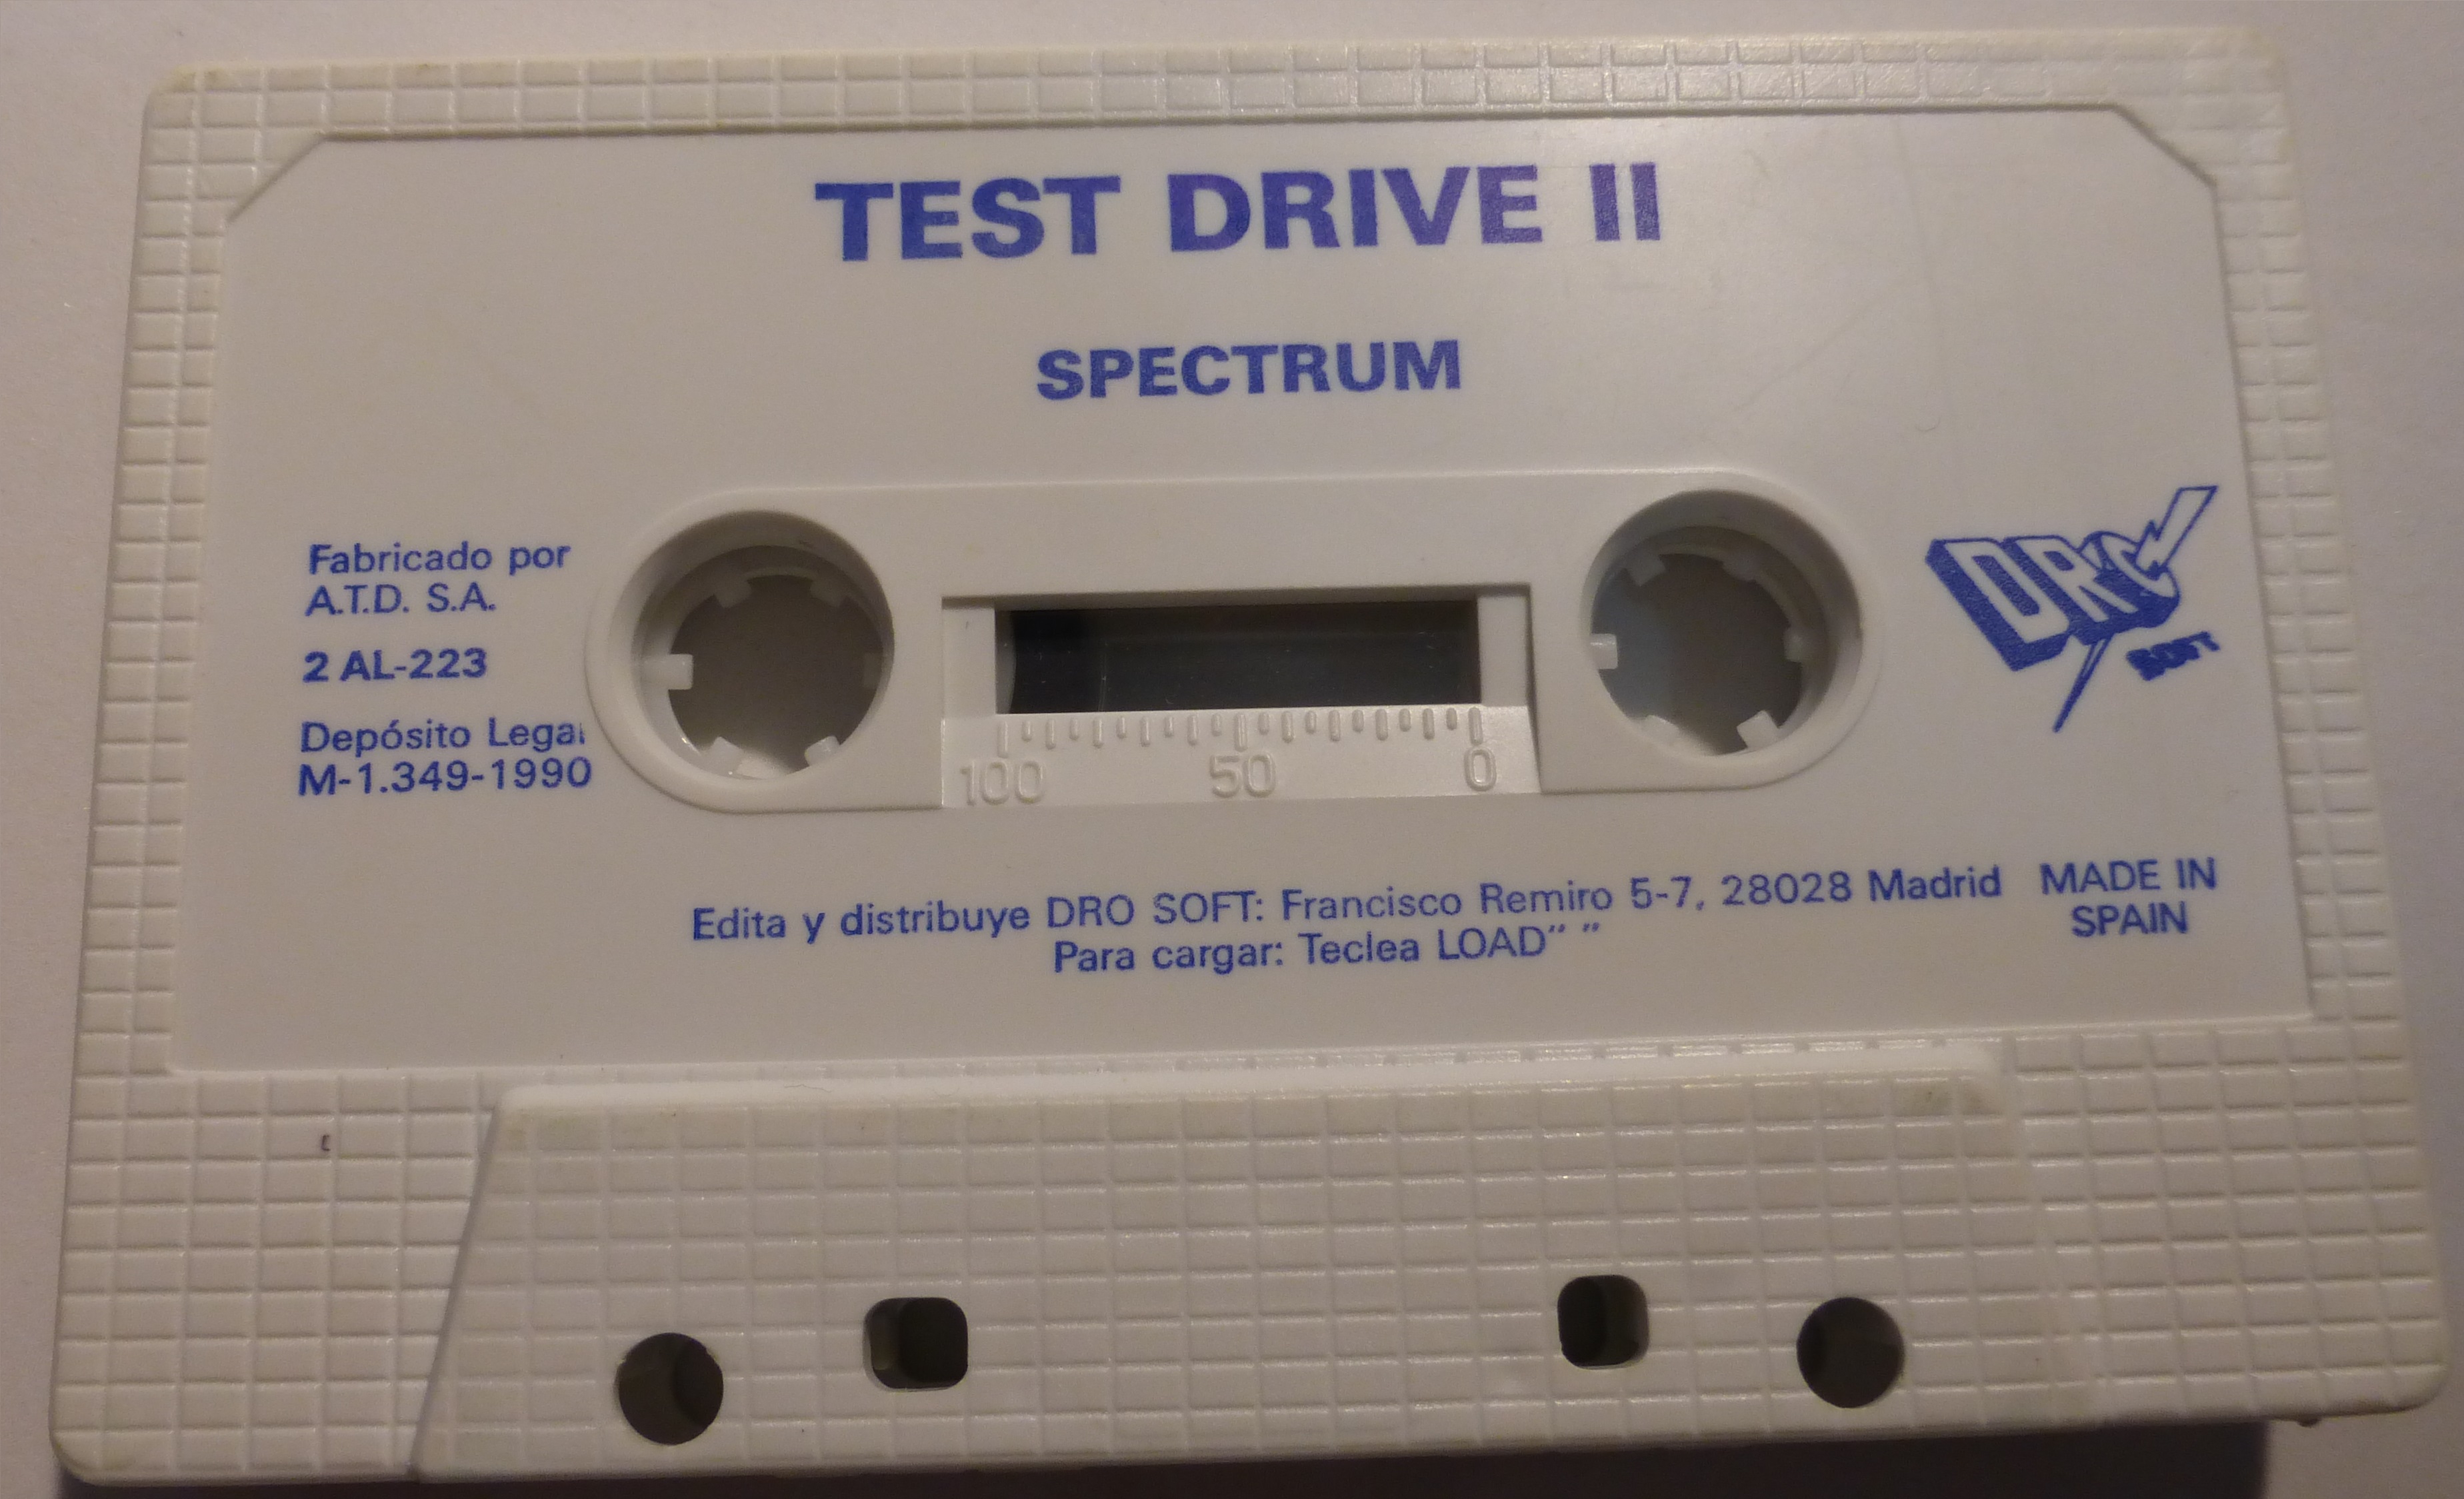 TEST DRIVE II
SPECTRUM
Fabricado por
A.T.D. S.A.
2 AL-223
Depósito Legal
M-1.349-1990
DRO
SOFT
100 50 0
Edita y distribuye DRO SOFT: Francisco Remiro 5-7, 28028 Madrid
Para cargar: Teclea LOAD" "
MADE IN
SPAIN